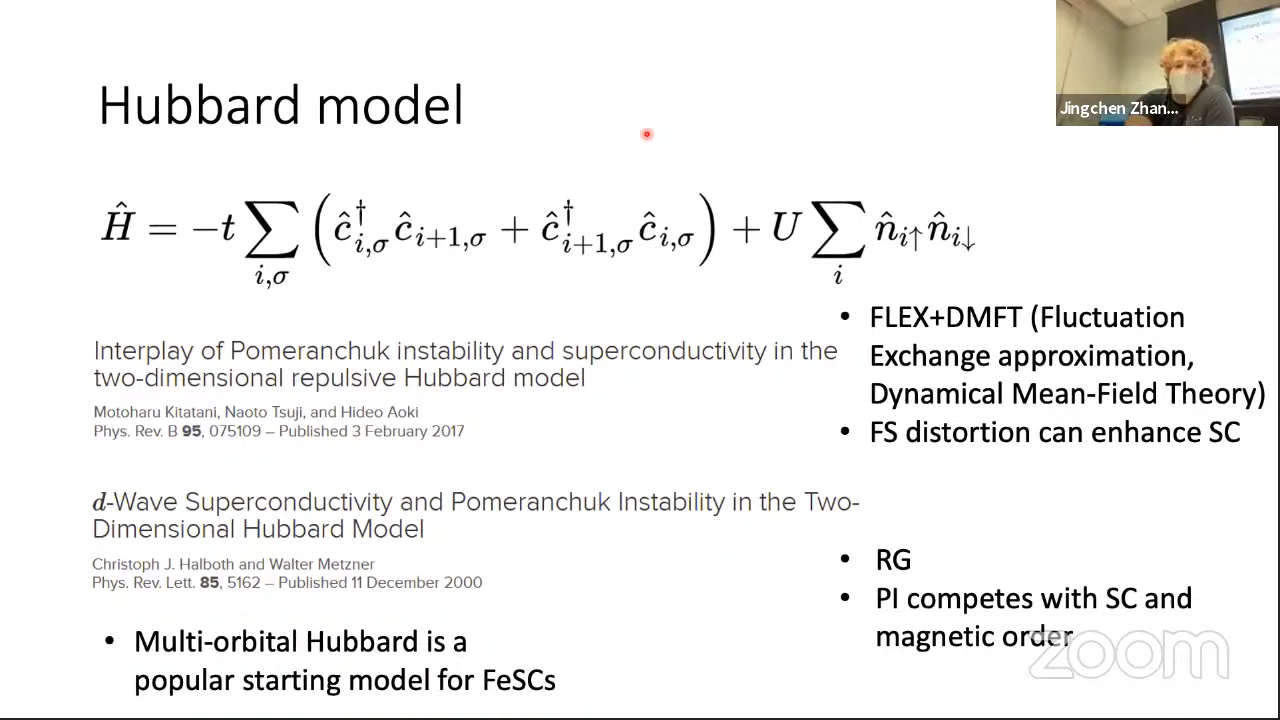 Hubbard model
Jingchen Zhan...
Ĥ = −t ∑_{i,σ} ( ĉ†_{i,σ} ĉ_{i+1,σ} + ĉ†_{i+1,σ} ĉ_{i,σ} ) + U ∑_i n̂_{i↑} n̂_{i↓}
Interplay of Pomeranchuk instability and superconductivity in the
two-dimensional repulsive Hubbard model
Motoharu Kitatani, Naoto Tsuji, and Hideo Aoki
Phys. Rev. B 95, 075109 – Published 3 February 2017
• FLEX+DMFT (Fluctuation
Exchange approximation,
Dynamical Mean-Field Theory)
• FS distortion can enhance SC
d-Wave Superconductivity and Pomeranchuk Instability in the Two-
Dimensional Hubbard Model
Christoph J. Halboth and Walter Metzner
Phys. Rev. Lett. 85, 5162 – Published 11 December 2000
• RG
• PI competes with SC and
magnetic order
• Multi-orbital Hubbard is a
popular starting model for FeSCs
zoom